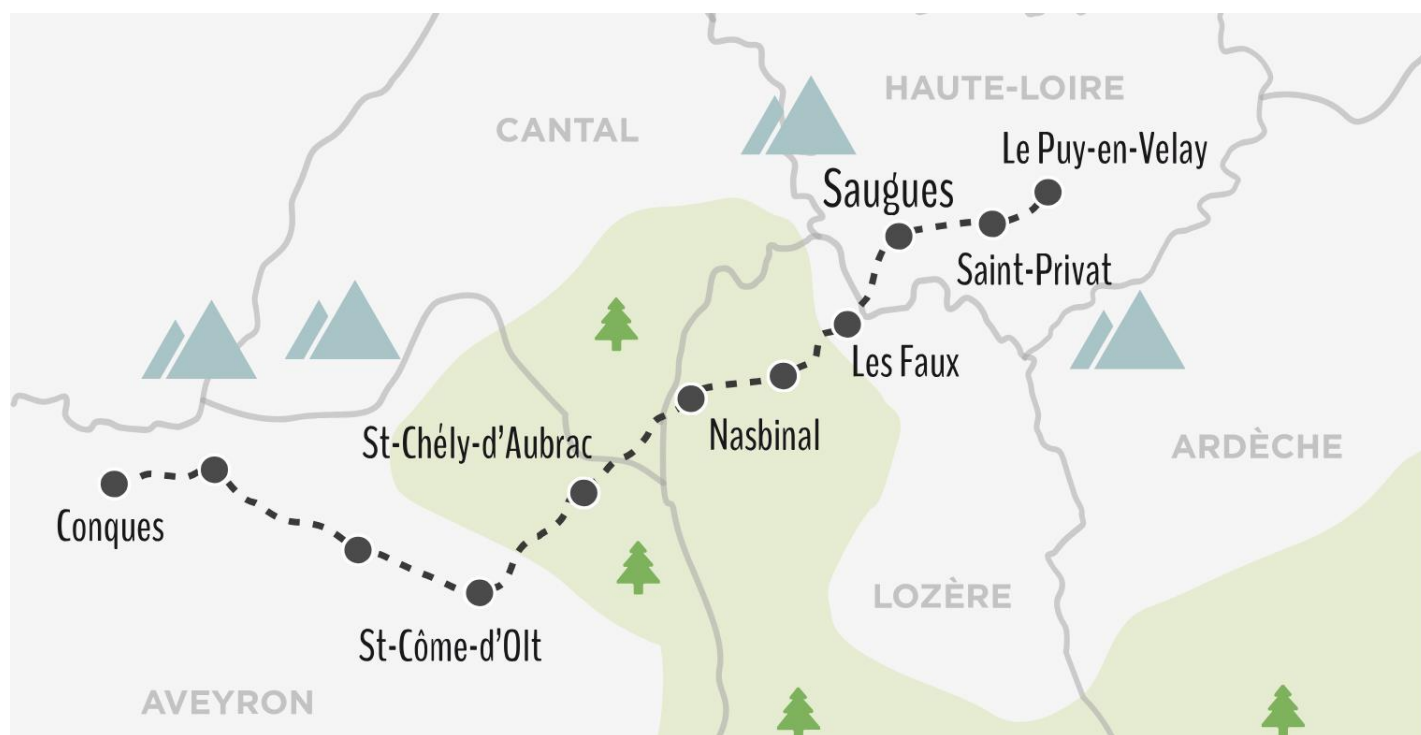 HAUTE-LOIRE
CANTAL
Le Puy-en-Velay
Saugues
Saint-Privat
Les Faux
Nasbinal
St-Chély-d'Aubrac
ARDÈCHE
Conques
LOZÈRE
St-Côme-d'Olt
AVEYRON